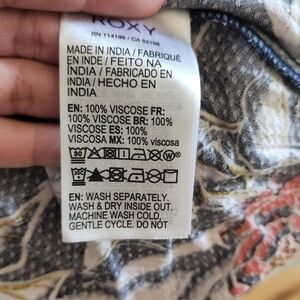 ROXY
RN 114199 / CA 52198
MADE IN INDIA / FABRIQUÉ
EN INDE / FEITO NA
ÍNDIA / FABRICADO EN
INDIA / HECHO EN
INDIA
EN: 100% VISCOSE FR:
100% VISCOSE BR: 100%
VISCOSE ES: 100%
VISCOSA MX: 100% viscosa
EN: WASH SEPARATELY.
WASH & DRY INSIDE OUT.
MACHINE WASH COLD,
GENTLE CYCLE. DO NOT